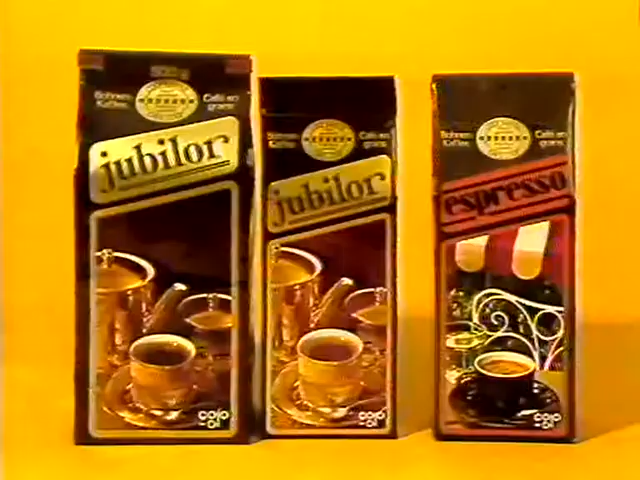 500 g
Bohnen Kaffee
Café en grains
jubilor
coop
Bohnen Kaffee
Café en grains
jubilor
coop
Bohnen Kaffee
Café en grains
espresso
coop